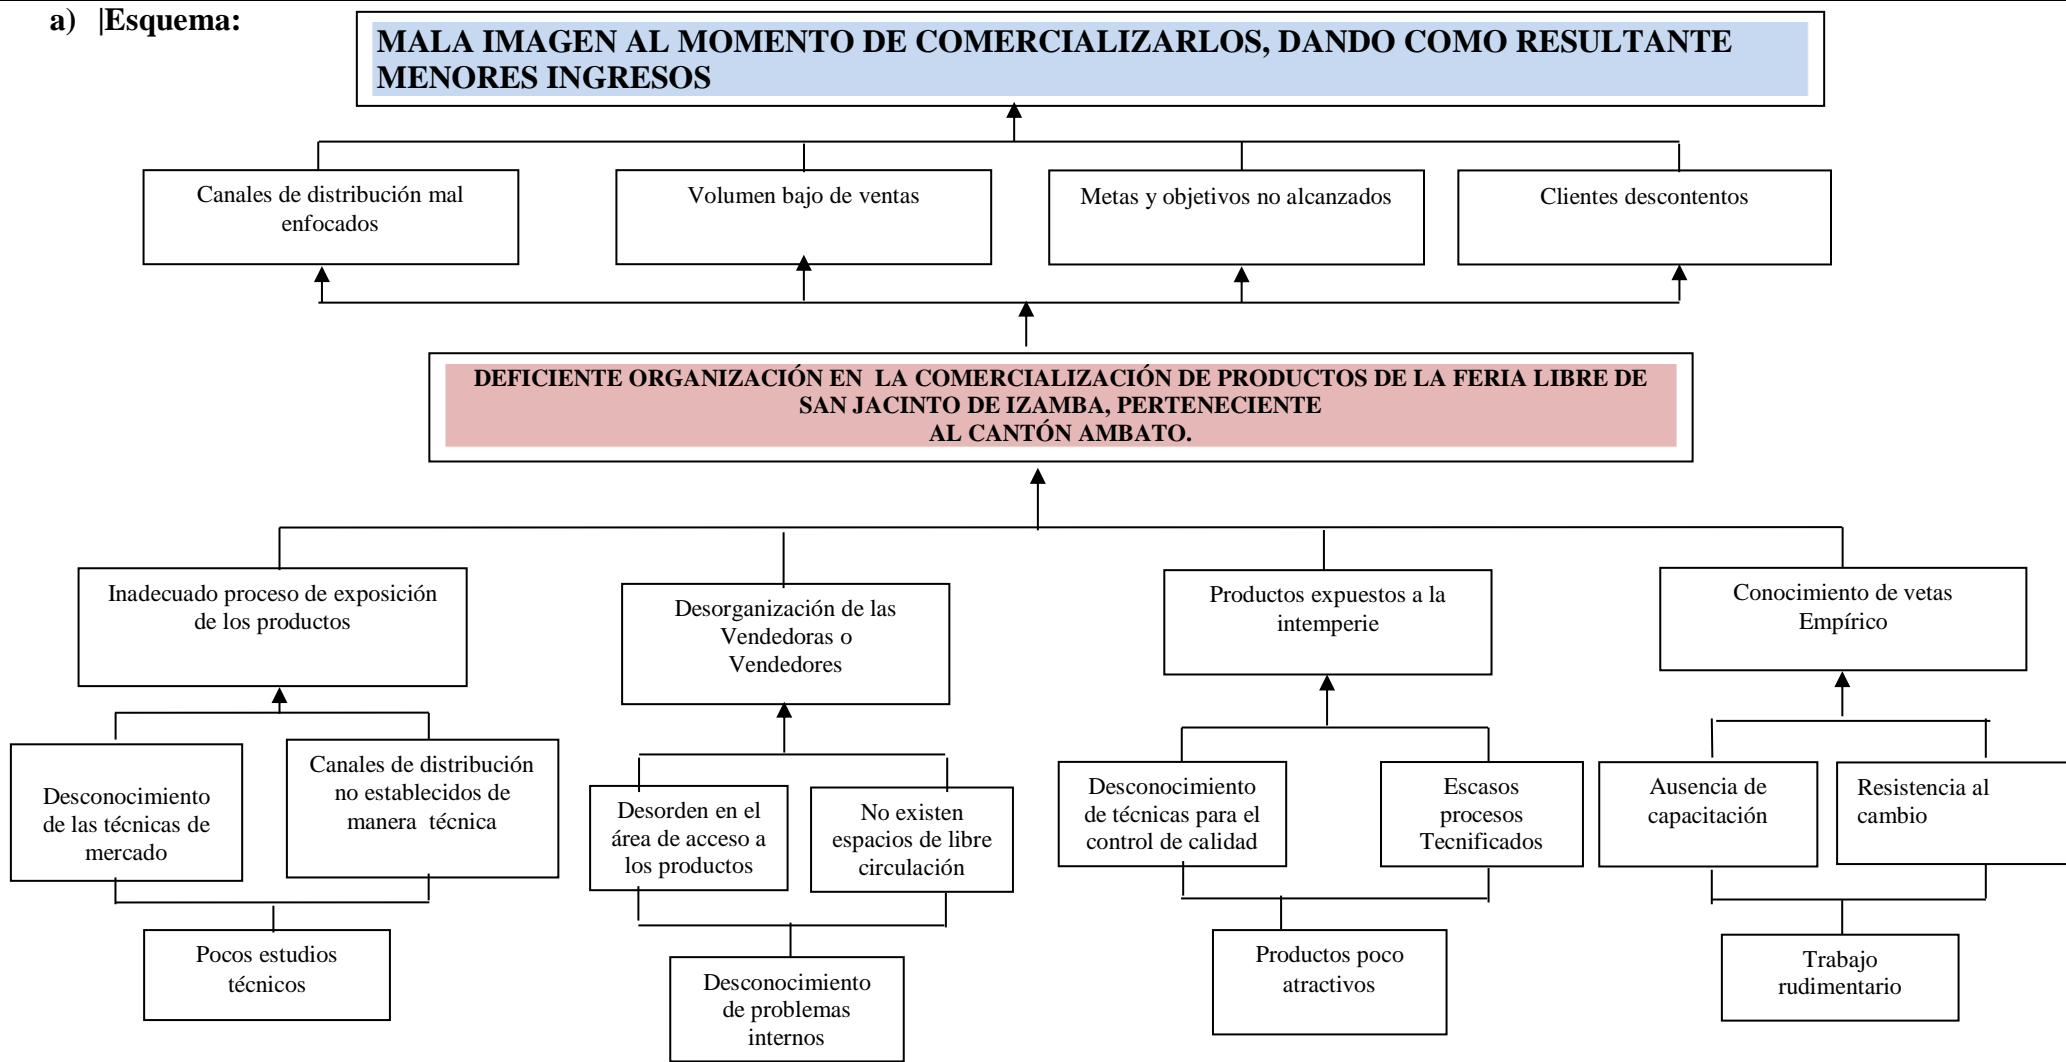 a) |Esquema:
MALA IMAGEN AL MOMENTO DE COMERCIALIZARLOS, DANDO COMO RESULTANTE
MENORES INGRESOS
Canales de distribución mal
enfocados
Volumen bajo de ventas
Metas y objetivos no alcanzados
Clientes descontentos
DEFICIENTE ORGANIZACIÓN EN LA COMERCIALIZACIÓN DE PRODUCTOS DE LA FERIA LIBRE DE
SAN JACINTO DE IZAMBA, PERTENECIENTE
AL CANTÓN AMBATO.
Inadecuado proceso de exposición
de los productos
Desorganización de las
Vendedoras o
Vendedores
Productos expuestos a la
intemperie
Conocimiento de vetas
Empírico
Desconocimiento
de las técnicas de
mercado
Canales de distribución
no establecidos de
manera técnica
Desorden en el
área de acceso a
los productos
No existen
espacios de libre
circulación
Desconocimiento
de técnicas para el
control de calidad
Escasos
procesos
Tecnificados
Ausencia de
capacitación
Resistencia al
cambio
Pocos estudios
técnicos
Desconocimiento
de problemas
internos
Productos poco
atractivos
Trabajo
rudimentario